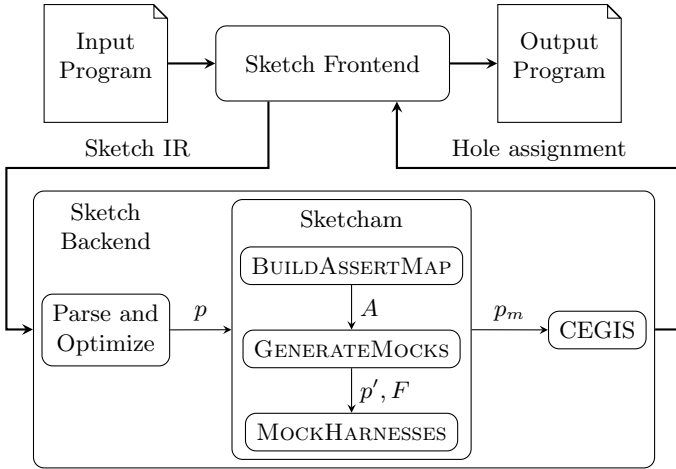 Input
Program
Sketch Frontend
Output
Program
Sketch IR
Hole assignment
Sketch
Backend
Sketcham
BUILDASSERTMAP
Parse and
Optimize
p
A
GENERATEMOCKS
p_m
CEGIS
p′, F
MOCKHARNESSES